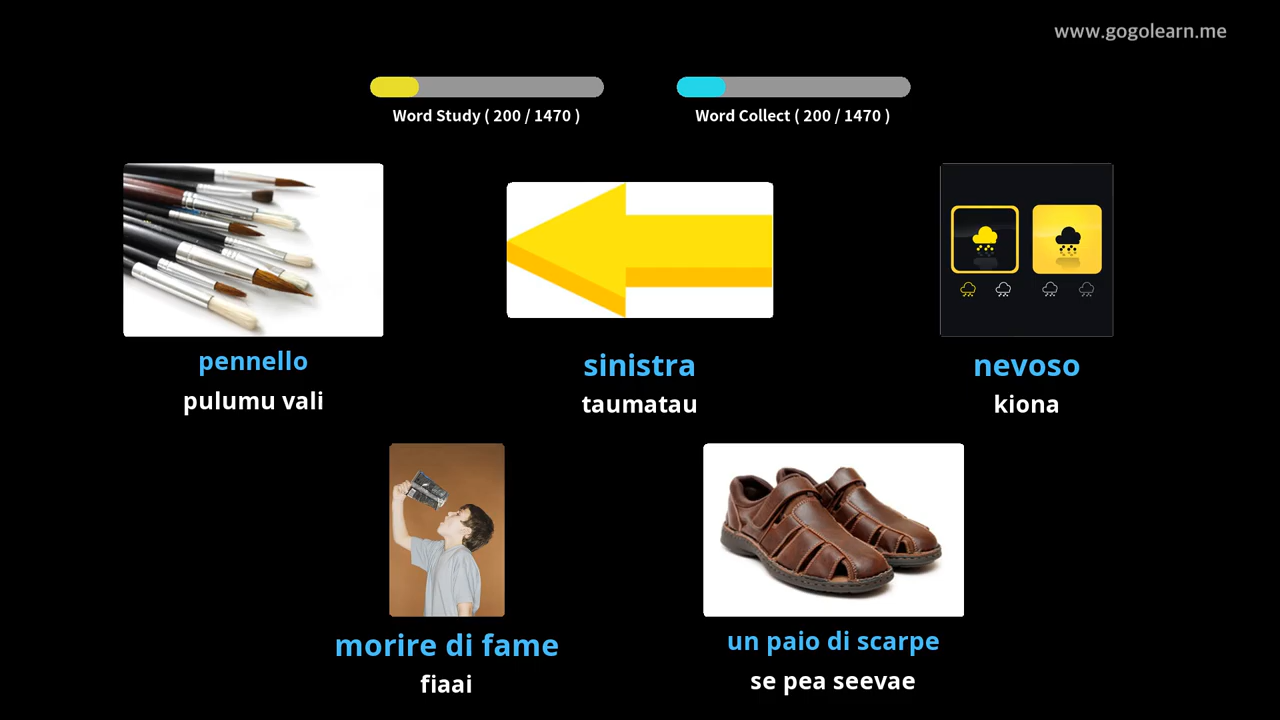 www.gogolearn.me
Word Study ( 200 / 1470 )
Word Collect ( 200 / 1470 )
pennello
pulumu vali
sinistra
taumatau
nevoso
kiona
morire di fame
fiaai
un paio di scarpe
se pea seevae